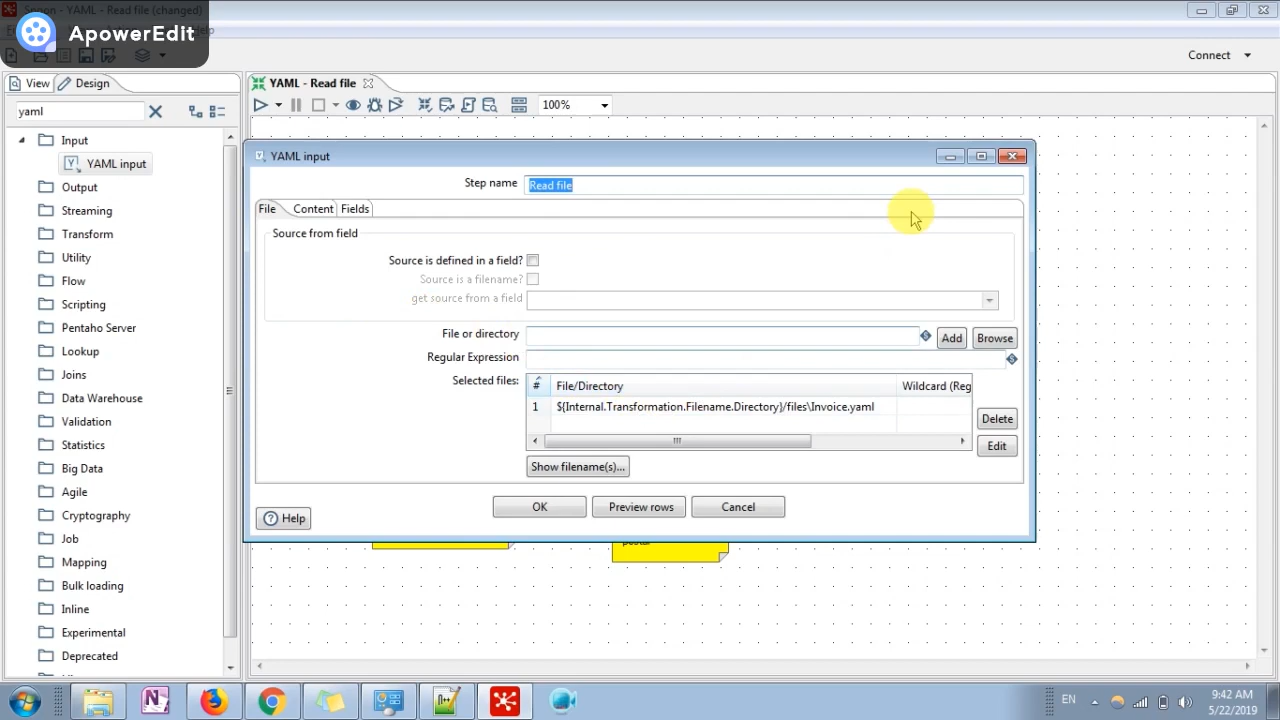 Spoon - YAML - Read file (changed)
ApowerEdit
Help
Connect
View
Design
YAML - Read file
100%
yaml
Input
YAML input
Output
Streaming
Transform
Utility
Flow
Scripting
Pentaho Server
Lookup
Joins
Data Warehouse
Validation
Statistics
Big Data
Agile
Cryptography
Job
Mapping
Bulk loading
Inline
Experimental
Deprecated
YAML input
Step name
Read file
File
Content
Fields
Source from field
Source is defined in a field?
Source is a filename?
get source from a field
File or directory
Add
Browse
Regular Expression
Selected files:
#
File/Directory
Wildcard (Reg
1
${Internal.Transformation.Filename.Directory}/files\Invoice.yaml
Delete
Edit
Show filename(s)...
OK
Preview rows
Cancel
Help
postal
EN
9:42 AM
5/22/2019